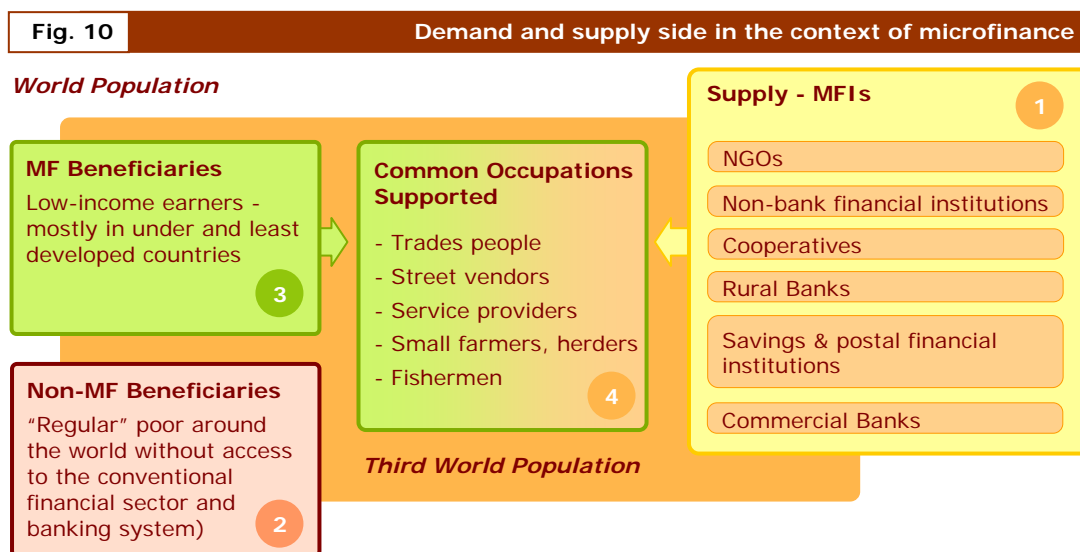 Fig. 10
Demand and supply side in the context of microfinance
World Population
Supply - MFIs
1
NGOs
Non-bank financial institutions
Cooperatives
Rural Banks
Savings & postal financial
institutions
Commercial Banks
MF Beneficiaries
Low-income earners -
mostly in under and least
developed countries
3
Common Occupations
Supported
- Trades people
- Street vendors
- Service providers
- Small farmers, herders
- Fishermen
4
Non-MF Beneficiaries
“Regular” poor around
the world without access
to the conventional
financial sector and
banking system)
2
Third World Population